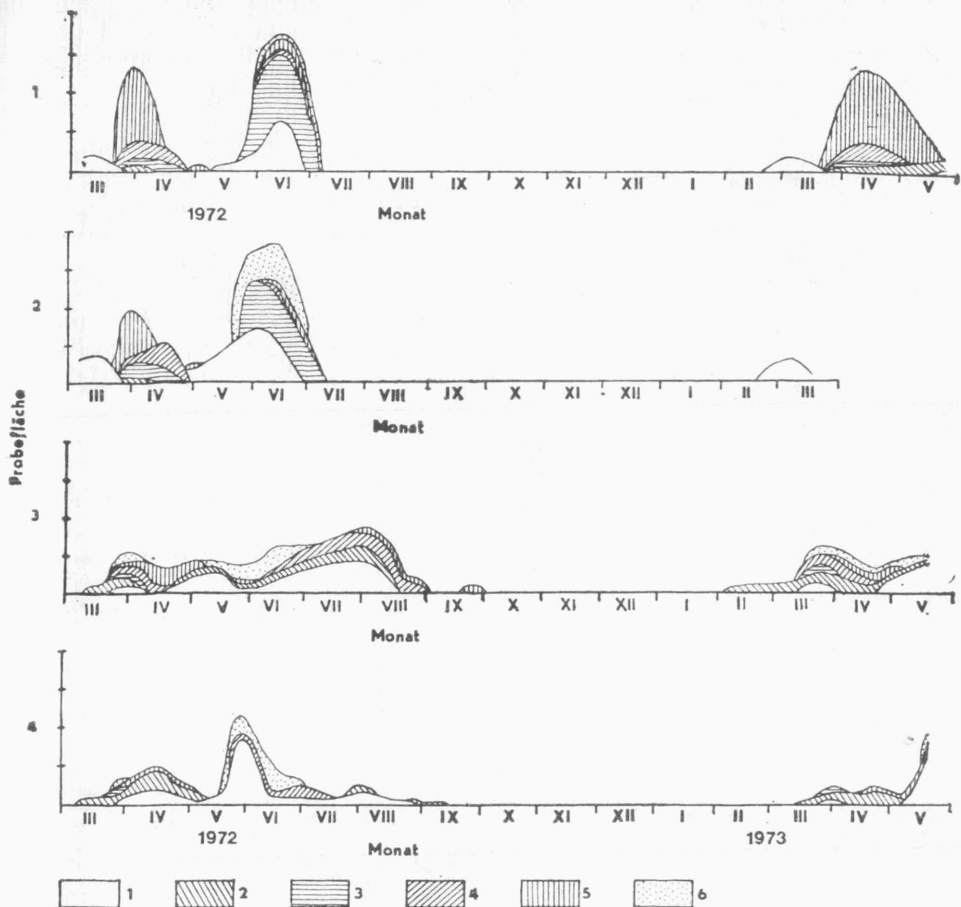 1
III IV V VI VII VIII IX X XI XII I II III IV V
1972 Monat
2
III IV V VI VII VIII IX X XI XII I II III
Monat
Probefläche
3
III IV V VI VII VIII IX X XI XII I II III IV V
Monat
4
III IV V VI VII VIII IX X XI XII I II III IV V
1972 Monat 1973
1 2 3 4 5 6